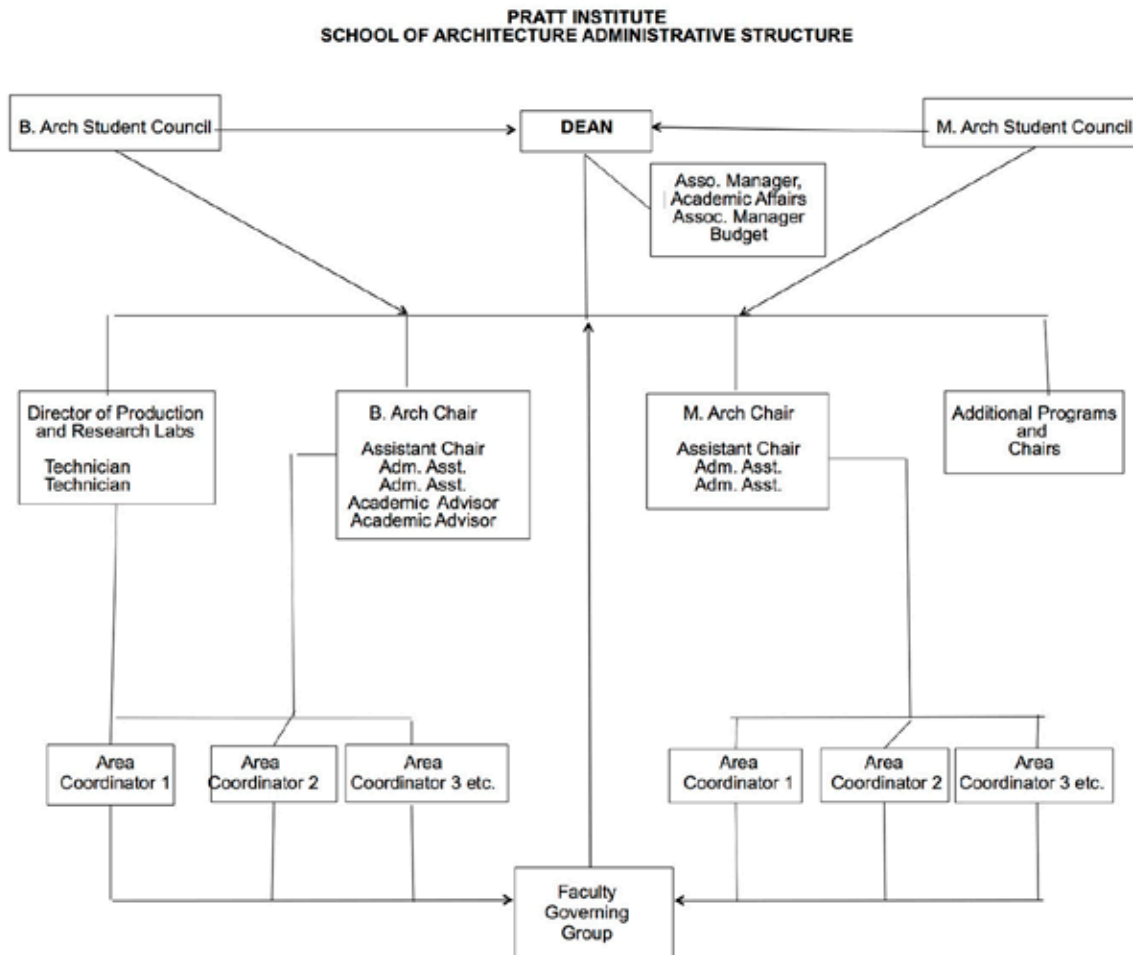 PRATT INSTITUTE
SCHOOL OF ARCHITECTURE ADMINISTRATIVE STRUCTURE
B. Arch Student Council
DEAN
M. Arch Student Council
Asso. Manager,
Academic Affairs
Assoc. Manager
Budget
Director of Production
and Research Labs
Technician
Technician
B. Arch Chair
Assistant Chair
Adm. Asst.
Adm. Asst.
Academic Advisor
Academic Advisor
M. Arch Chair
Assistant Chair
Adm. Asst.
Adm. Asst.
Additional Programs
and
Chairs
Area
Coordinator 1
Area
Coordinator 2
Area
Coordinator 3 etc.
Area
Coordinator 1
Area
Coordinator 2
Area
Coordinator 3 etc.
Faculty
Governing
Group